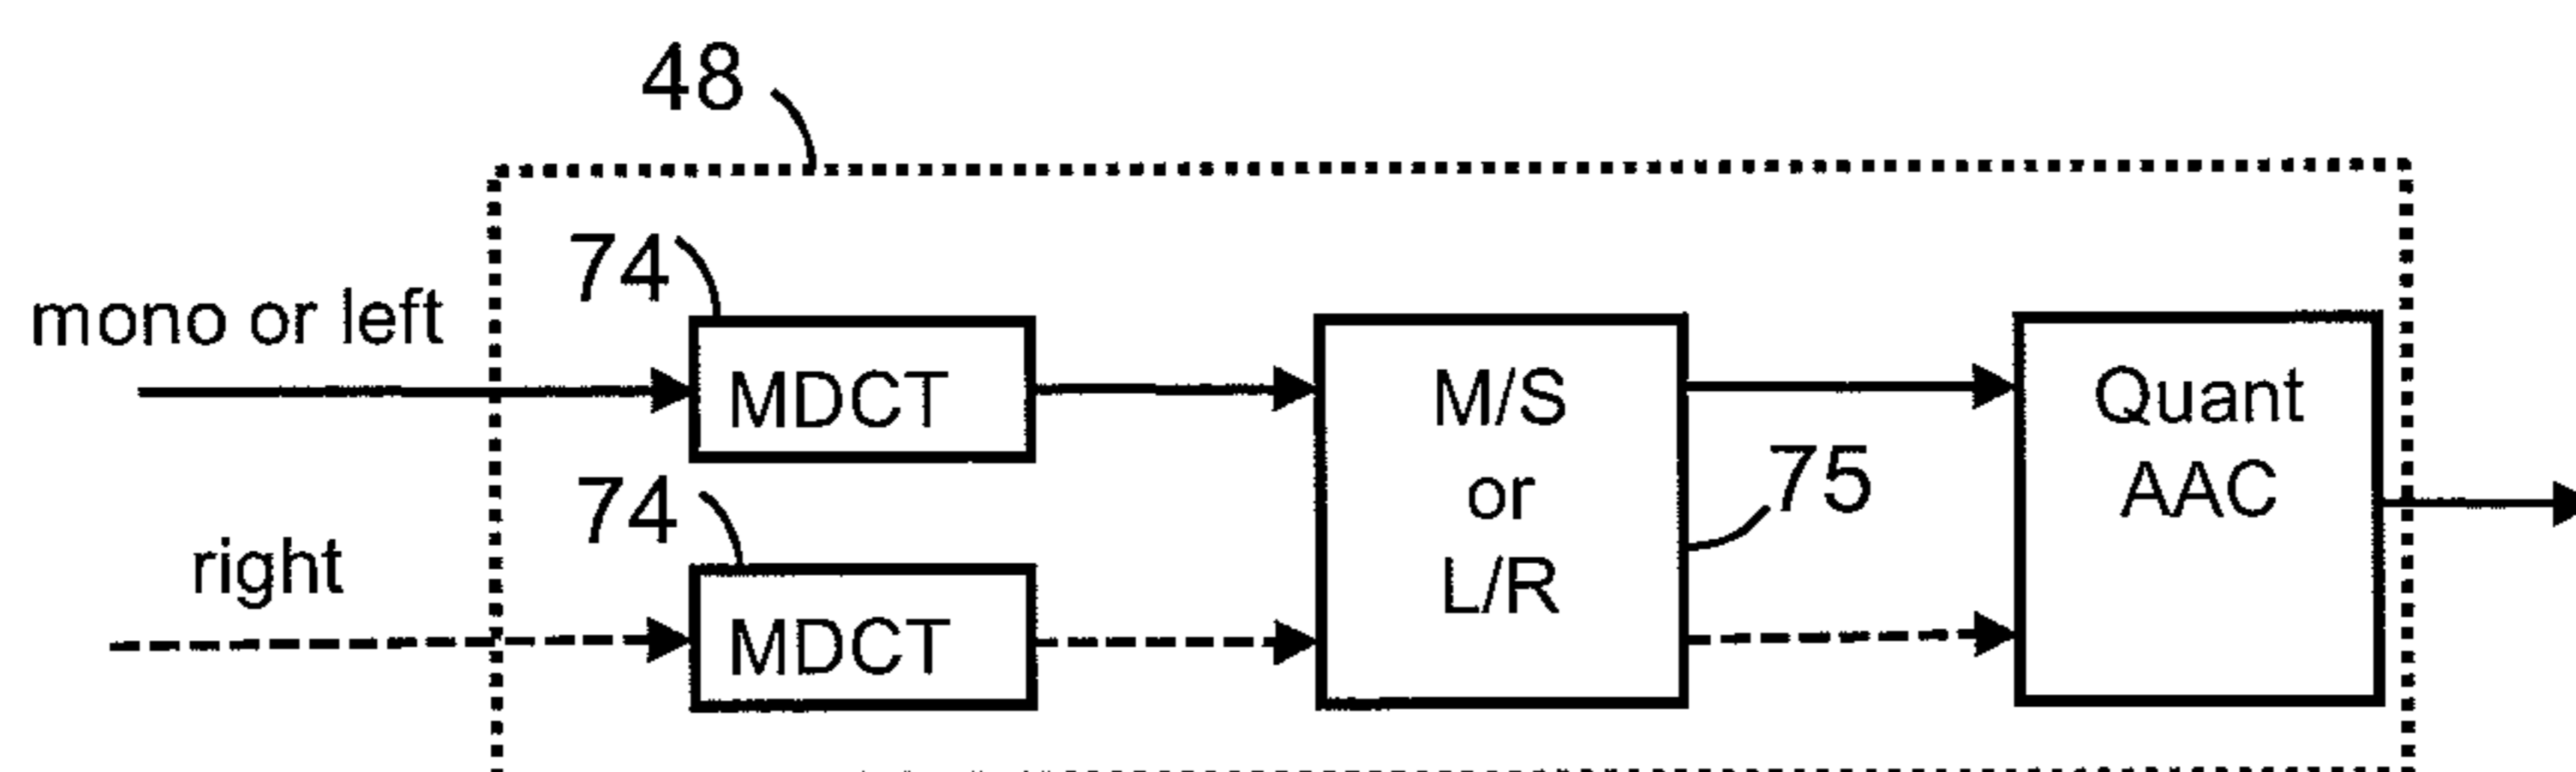 48
74
mono or left
MDCT
M/S
or
L/R
75
Quant
AAC
74
right
MDCT